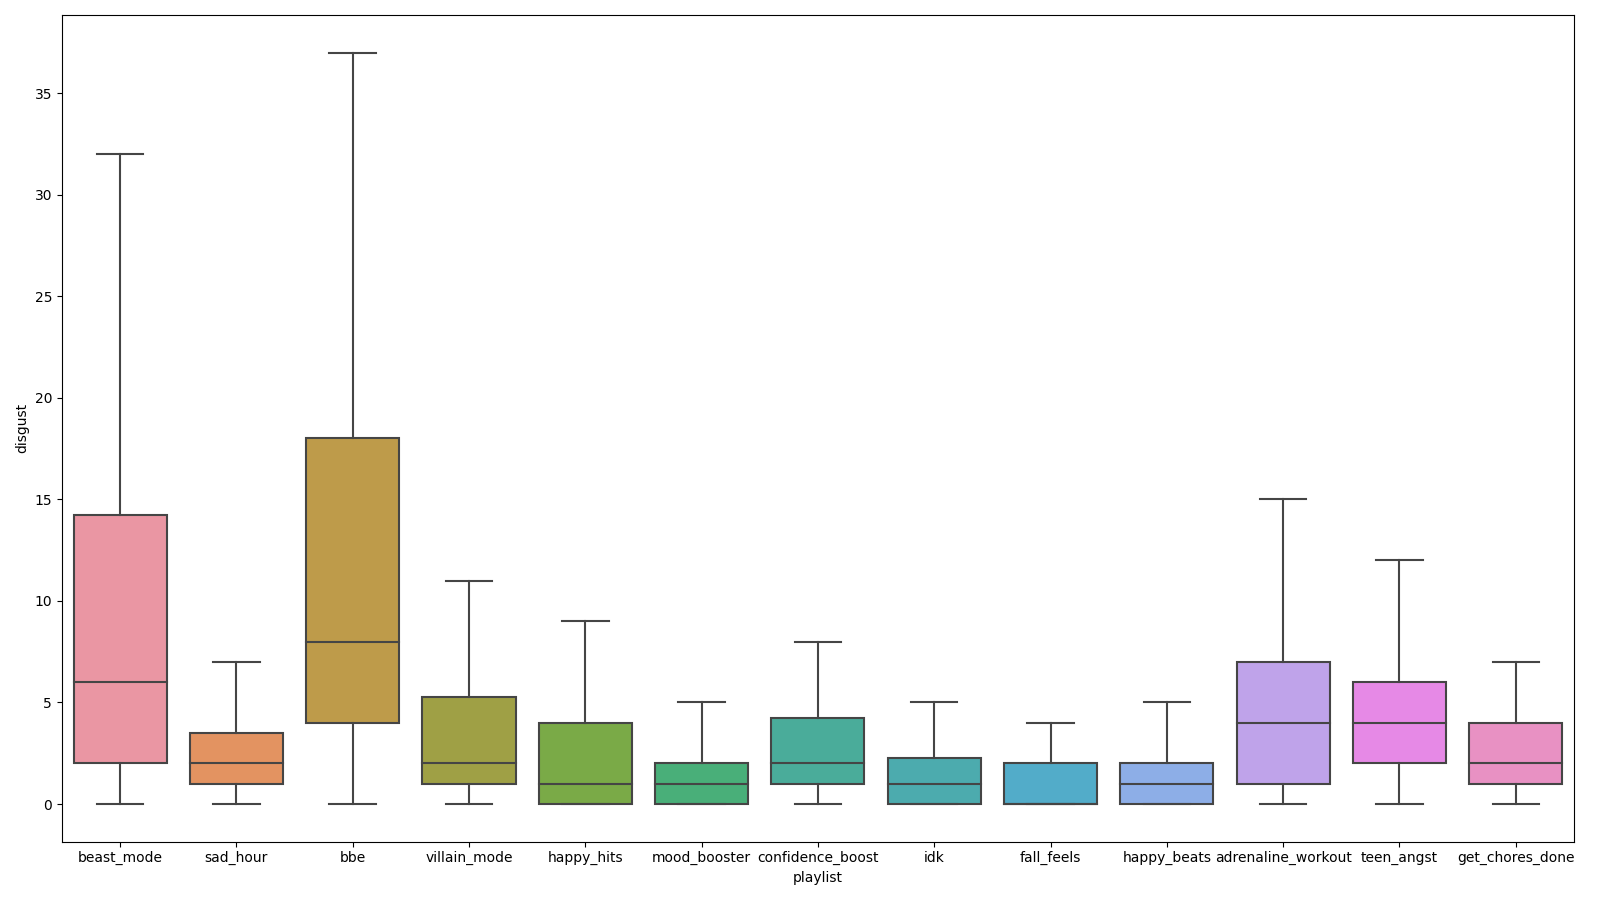 disgust
35
30
25
20
15
10
5
0
beast_mode sad_hour bbe villain_mode happy_hits mood_booster confidence_boost idk fall_feels happy_beats adrenaline_workout teen_angst get_chores_done
playlist